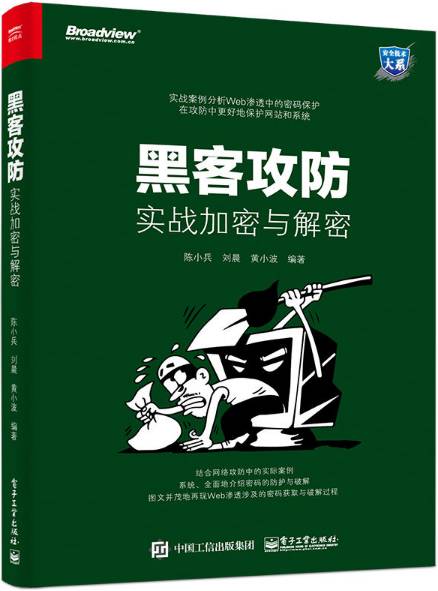 Broadview®
www.broadview.com.cn
安全技术
大系
实战案例分析Web渗透中的密码保护
在攻防中更好地保护网站和系统
黑客攻防
实战加密与解密
陈小兵 刘晨 黄小波 编著
结合网络攻防中的实际案例
系统、全面地介绍密码的防护与破解
图文并茂地再现Web渗透涉及的密码获取与破解过程
中国工信出版集团
电子工业出版社
黑客攻防
实战加密与解密
陈小兵 刘晨 黄小波 编著
电子工业出版社